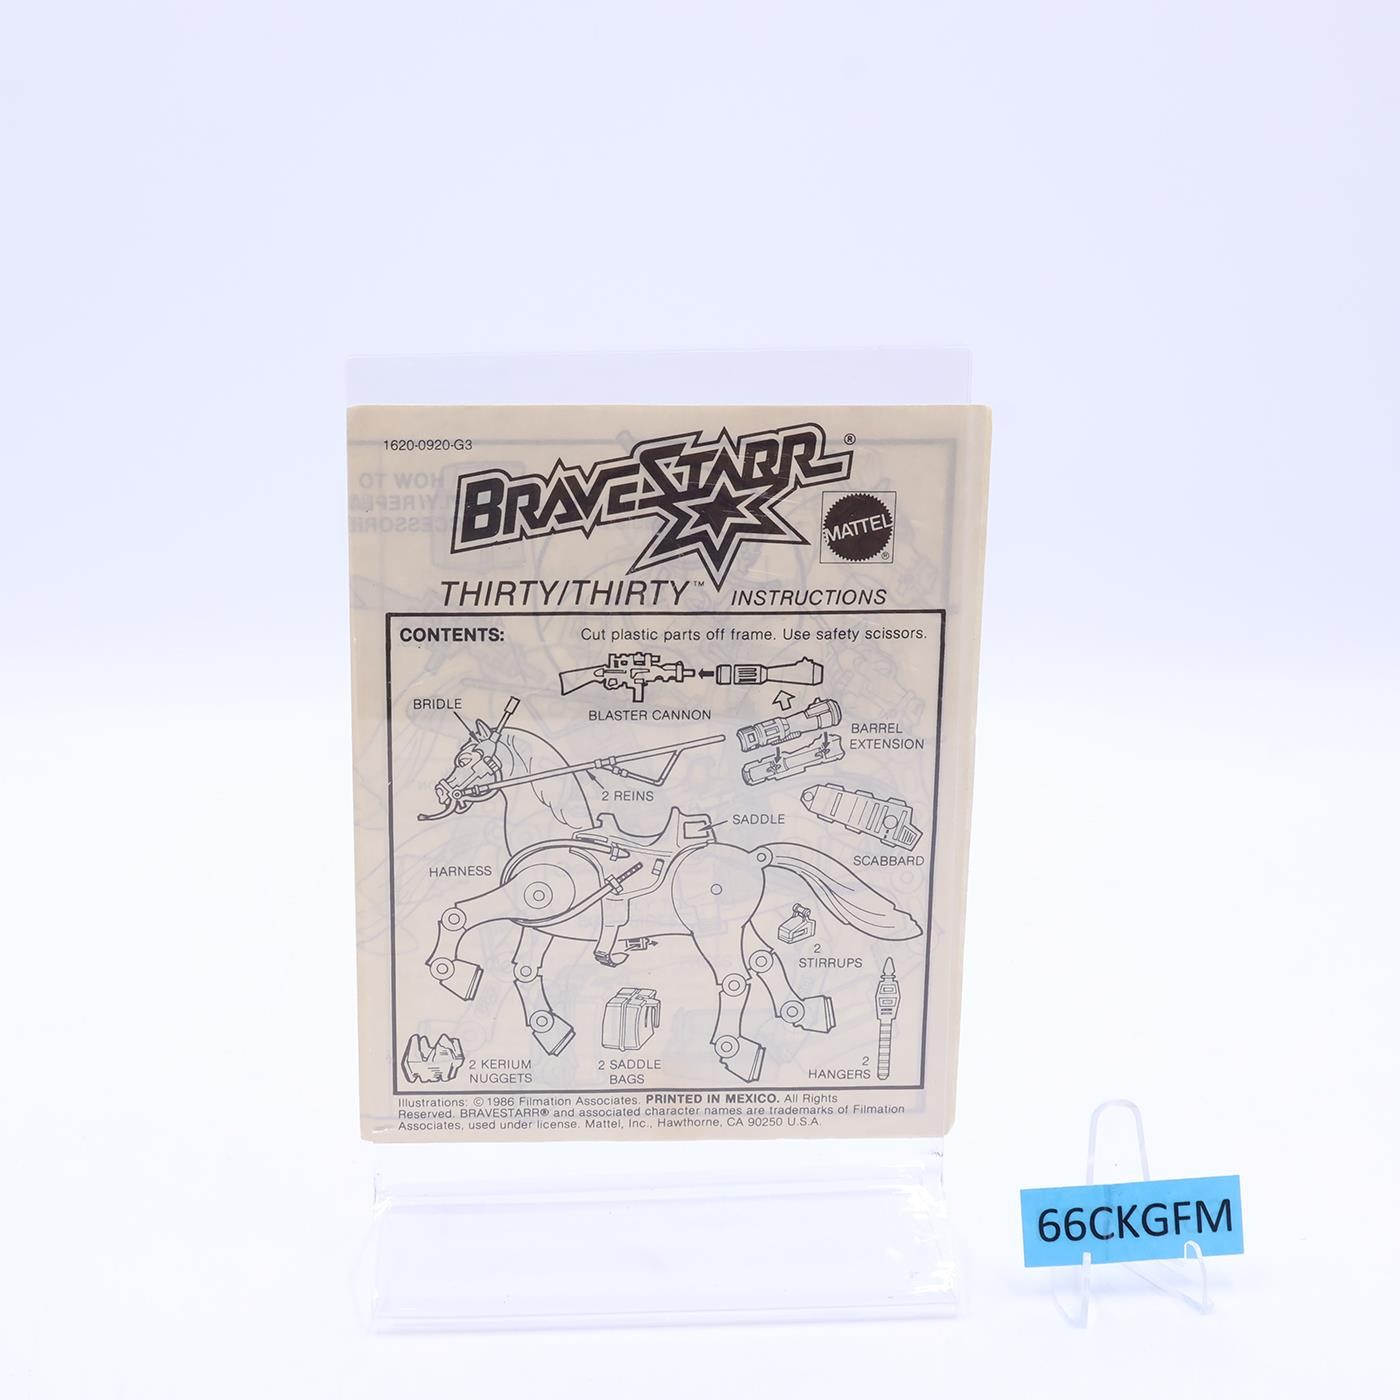 1620-0920-G3
BRAVESTARR®
MATTEL®
THIRTY/THIRTY™ INSTRUCTIONS
CONTENTS: Cut plastic parts off frame. Use safety scissors.
BRIDLE
BLASTER CANNON
BARREL
EXTENSION
2 REINS
SADDLE
SCABBARD
HARNESS
2
STIRRUPS
2 KERIUM
NUGGETS
2 SADDLE
BAGS
2
HANGERS
Illustrations: © 1986 Filmation Associates. PRINTED IN MEXICO. All Rights
Reserved. BRAVESTARR® and associated character names are trademarks of Filmation
Associates, used under license. Mattel, Inc., Hawthorne, CA 90250 U.S.A.
66CKGFM